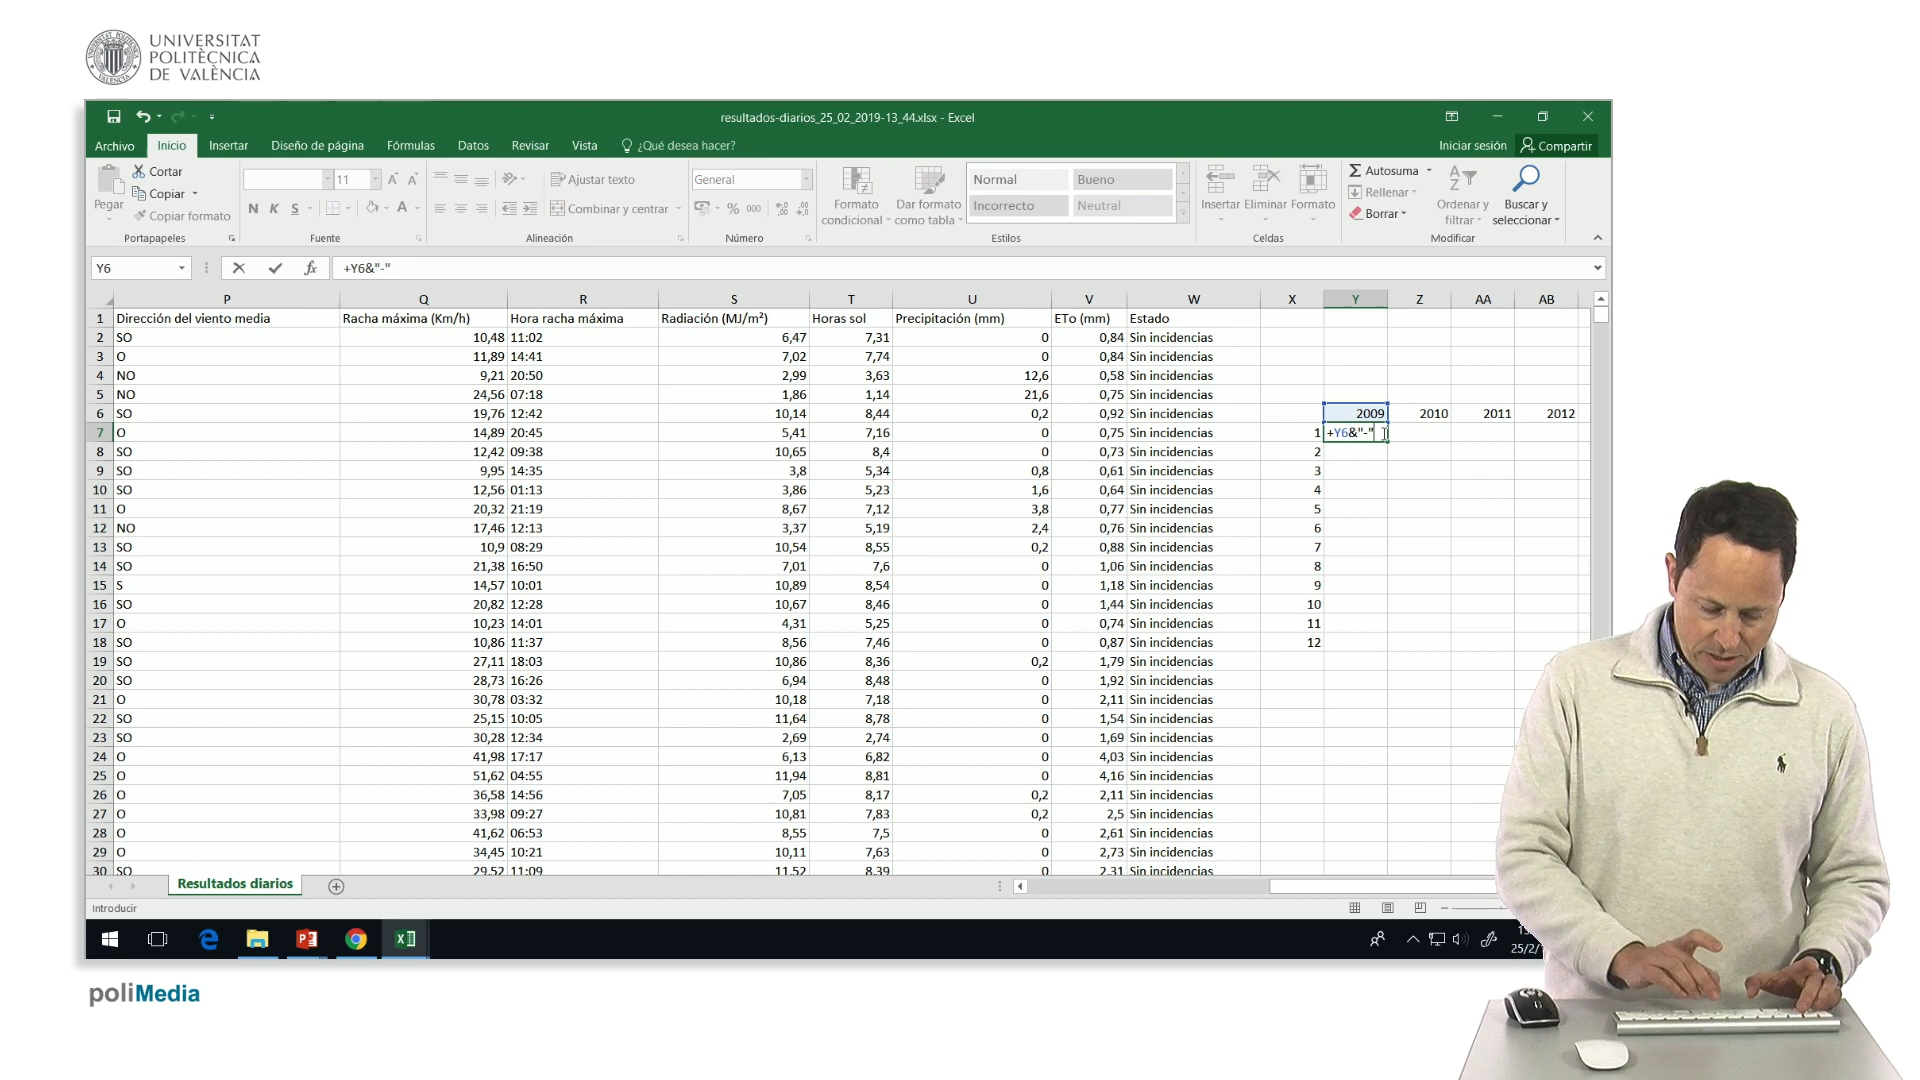 UNIVERSITAT
POLITÈCNICA
DE VALÈNCIA
resultados-diarios_25_02_2019-13_44.xlsx - Excel
Archivo Inicio Insertar Diseño de página Fórmulas Datos Revisar Vista ¿Qué desea hacer? Iniciar sesión Compartir
Pegar
Cortar
Copiar
Copiar formato
Portapapeles
11
N K S
Fuente
Ajustar texto
Combinar y centrar
Alineación
General
% 000
Número
Formato
condicional
Dar formato
como tabla
Normal Bueno
Incorrecto Neutral
Estilos
Insertar Eliminar Formato
Celdas
Autosuma
Rellenar
Borrar
Ordenar y
filtrar
Buscar y
seleccionar
Modificar
Y6 fx +Y6&"-"
P Q R S T U V W X Y Z AA AB
1 Dirección del viento media Racha máxima (Km/h) Hora racha máxima Radiación (MJ/m²) Horas sol Precipitación (mm) ETo (mm) Estado
2 SO 10,48 11:02 6,47 7,31 0 0,84 Sin incidencias
3 O 11,89 14:41 7,02 7,74 0 0,84 Sin incidencias
4 NO 9,21 20:50 2,99 3,63 12,6 0,58 Sin incidencias
5 NO 24,56 07:18 1,86 1,14 21,6 0,75 Sin incidencias
6 SO 19,76 12:42 10,14 8,44 0,2 0,92 Sin incidencias 2009 2010 2011 2012
7 O 14,89 20:45 5,41 7,16 0 0,75 Sin incidencias 1 +Y6&"-"
8 SO 12,42 09:38 10,65 8,4 0 0,73 Sin incidencias 2
9 SO 9,95 14:35 3,8 5,34 0,8 0,61 Sin incidencias 3
10 SO 12,56 01:13 3,86 5,23 1,6 0,64 Sin incidencias 4
11 O 20,32 21:19 8,67 7,12 3,8 0,77 Sin incidencias 5
12 NO 17,46 12:13 3,37 5,19 2,4 0,76 Sin incidencias 6
13 SO 10,9 08:29 10,54 8,55 0,2 0,88 Sin incidencias 7
14 SO 21,38 16:50 7,01 7,6 0 1,06 Sin incidencias 8
15 S 14,57 10:01 10,89 8,54 0 1,18 Sin incidencias 9
16 SO 20,82 12:28 10,67 8,46 0 1,44 Sin incidencias 10
17 O 10,23 14:01 4,31 5,25 0 0,74 Sin incidencias 11
18 SO 10,86 11:37 8,56 7,46 0 0,87 Sin incidencias 12
19 SO 27,11 18:03 10,86 8,36 0,2 1,79 Sin incidencias
20 SO 28,73 16:26 6,94 8,48 0 1,92 Sin incidencias
21 O 30,78 03:32 10,18 7,18 0 2,11 Sin incidencias
22 SO 25,15 10:05 11,64 8,78 0 1,54 Sin incidencias
23 SO 30,28 12:34 2,69 2,74 0 1,69 Sin incidencias
24 O 41,98 17:17 6,13 6,82 0 4,03 Sin incidencias
25 O 51,62 04:55 11,94 8,81 0 4,16 Sin incidencias
26 O 36,58 14:56 7,05 8,17 0,2 2,11 Sin incidencias
27 O 33,98 09:27 10,81 7,83 0,2 2,5 Sin incidencias
28 O 41,62 06:53 8,55 7,5 0 2,61 Sin incidencias
29 O 34,45 10:21 10,11 7,63 0 2,73 Sin incidencias
30 SO 29,52 11:09 11,52 8,39 0 2,31 Sin incidencias
Resultados diarios
Introducir
25/2/
poliMedia